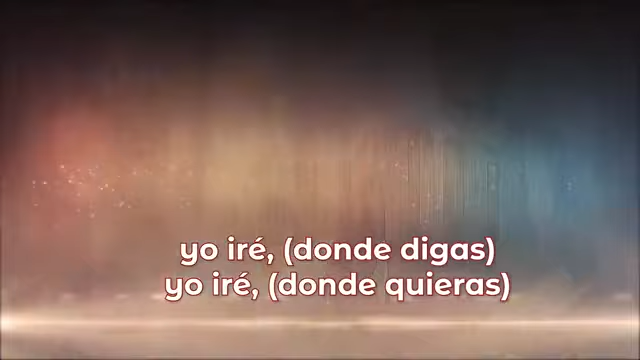 yo iré, (donde digas)
yo iré, (donde quieras)